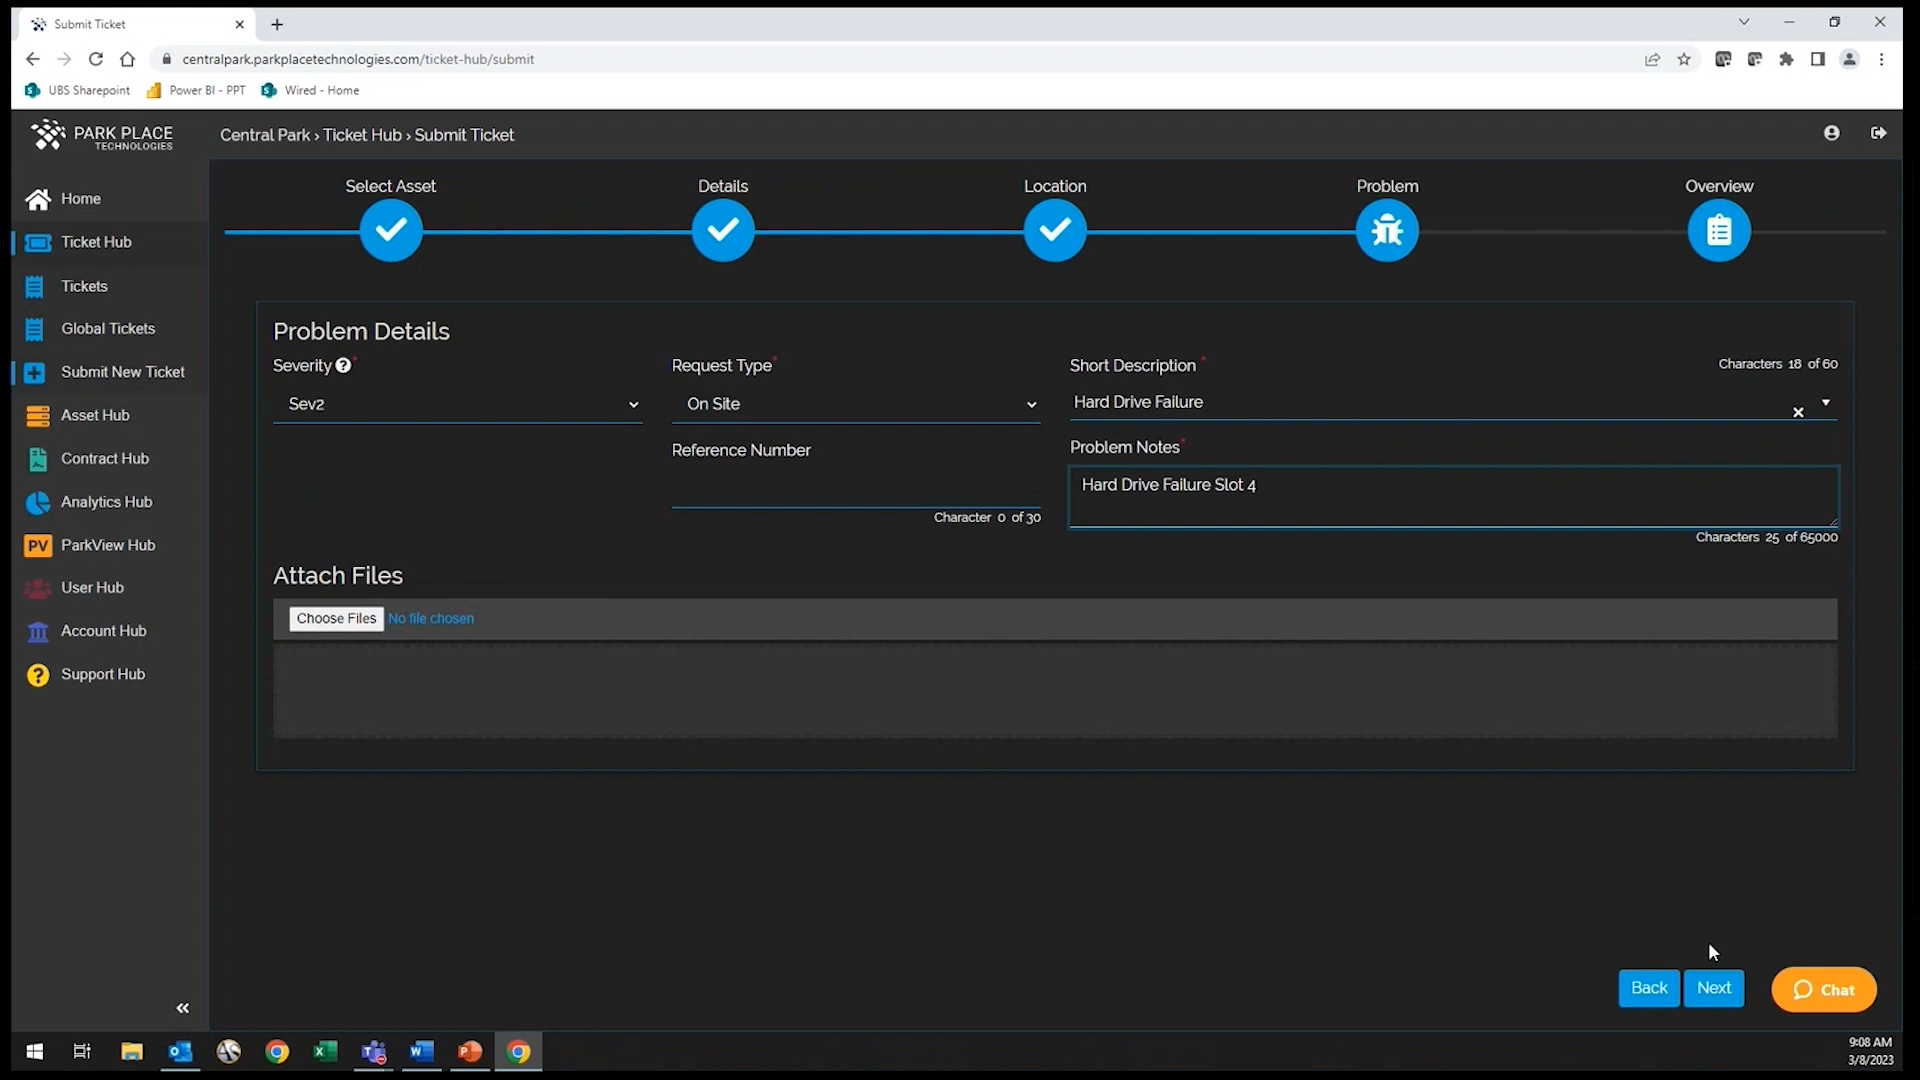 Submit Ticket
centralpark.parkplacetechnologies.com/ticket-hub/submit
UBS Sharepoint Power BI - PPT Wired - Home
PARK PLACE
TECHNOLOGIES
Central Park › Ticket Hub › Submit Ticket
Home
Ticket Hub
Tickets
Global Tickets
Submit New Ticket
Asset Hub
Contract Hub
Analytics Hub
PV ParkView Hub
User Hub
Account Hub
Support Hub
Select Asset Details Location Problem Overview
Problem Details
Severity * Request Type * Short Description * Characters 18 of 60
Sev2 On Site Hard Drive Failure
Reference Number Problem Notes *
Hard Drive Failure Slot 4
Character 0 of 30
Characters 25 of 65000
Attach Files
Choose Files No file chosen
Back Next Chat
9:08 AM
3/8/2023